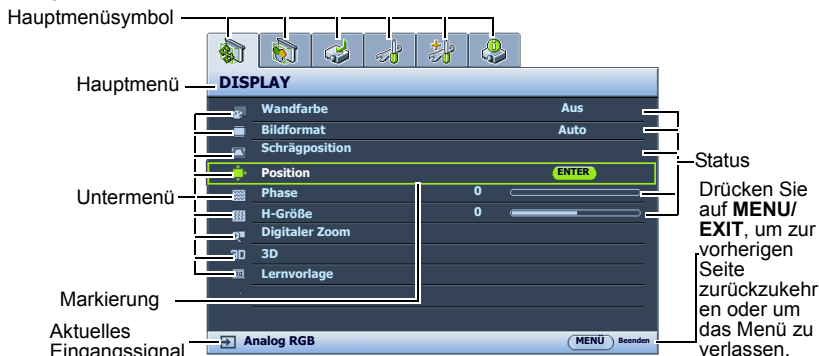 Hauptmenüsymbol
Hauptmenü
DISPLAY
Wandfarbe Aus
Bildformat Auto
Schrägposition
Status
Position ENTER
Untermenü
Phase 0
H-Größe 0
Digitaler Zoom
3D 3D
Lernvorlage
Markierung
Drücken Sie
auf MENU/
EXIT, um zur
vorherigen
Seite
zurückzukehr
en oder um
das Menü zu
verlassen.
Aktuelles
Eingangssignal
Analog RGB MENÜ Beenden